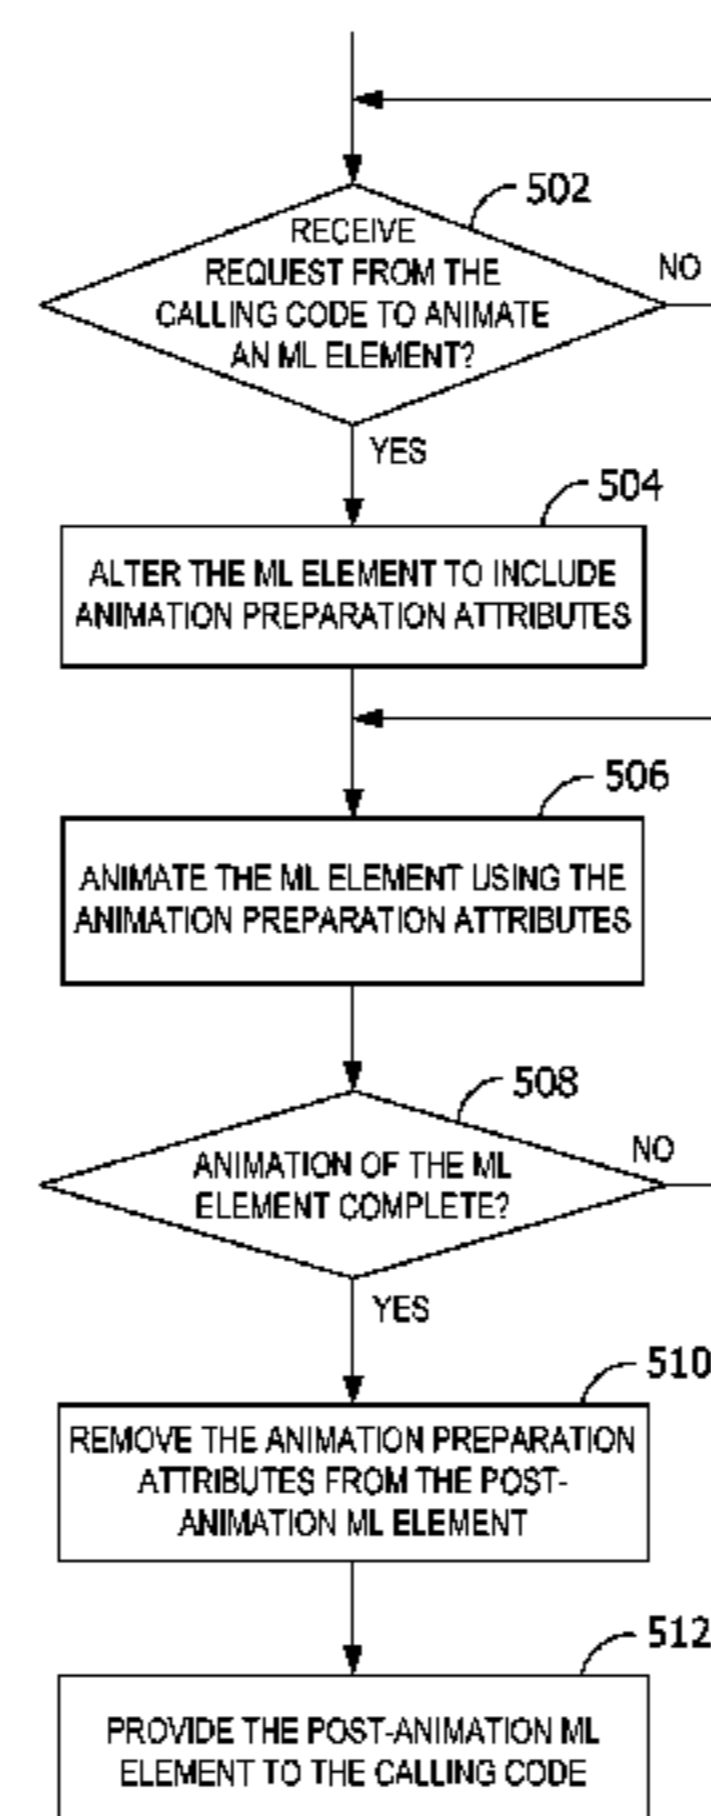 502
RECEIVE
REQUEST FROM THE
CALLING CODE TO ANIMATE
AN ML ELEMENT?
NO
YES
504
ALTER THE ML ELEMENT TO INCLUDE
ANIMATION PREPARATION ATTRIBUTES
506
ANIMATE THE ML ELEMENT USING THE
ANIMATION PREPARATION ATTRIBUTES
508
ANIMATION OF THE ML
ELEMENT COMPLETE?
NO
YES
510
REMOVE THE ANIMATION PREPARATION
ATTRIBUTES FROM THE POST-
ANIMATION ML ELEMENT
512
PROVIDE THE POST-ANIMATION ML
ELEMENT TO THE CALLING CODE